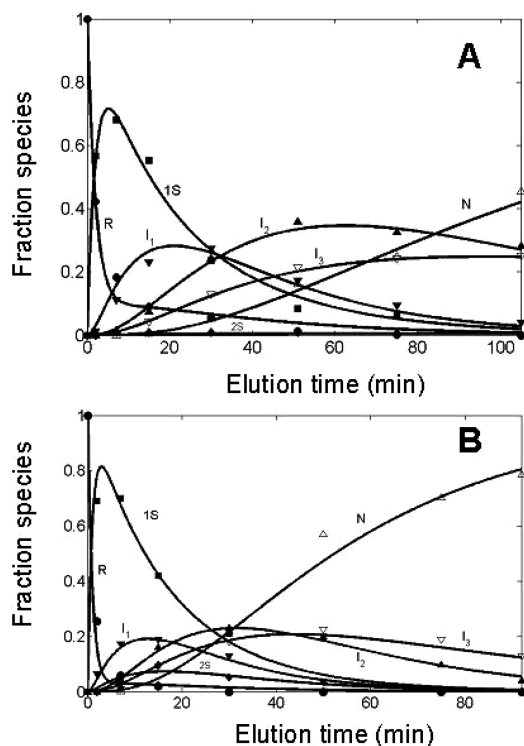 A
1
0.8
0.6
0.4
0.2
0
Fraction species
R
1S
I1
I2
I3
N
2S
0 20 40 60 80 100
Elution time (min)
B
1
0.8
0.6
0.4
0.2
0
Fraction species
R
1S
N
I1
2S
I3
I2
0 20 40 60 80
Elution time (min)